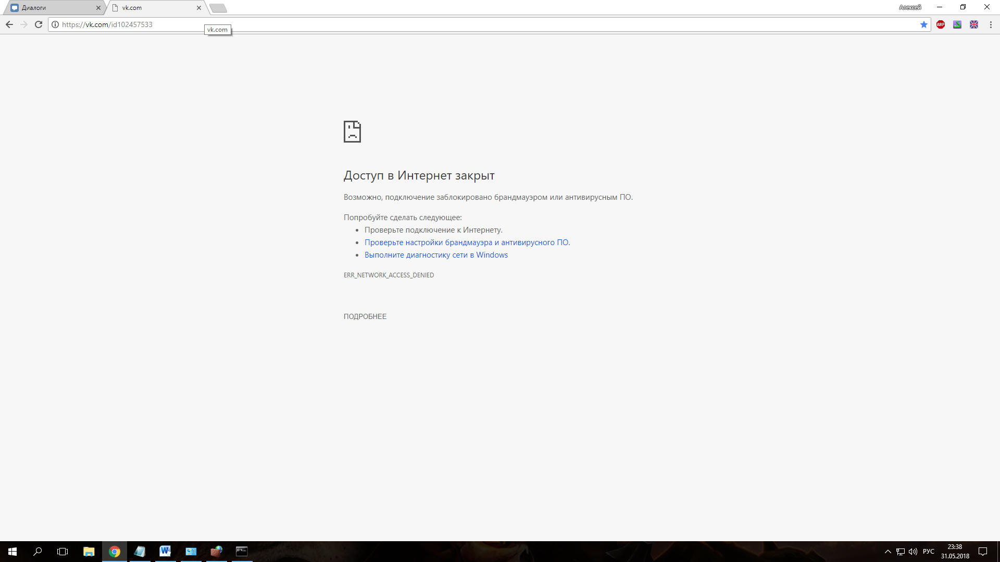 Диалоги
vk.com
Алексей
https://vk.com/id102457533
vk.com
ABP
Доступ в Интернет закрыт
Возможно, подключение заблокировано брандмауэром или антивирусным ПО.
Попробуйте сделать следующее:
Проверьте подключение к Интернету.
Проверьте настройки брандмауэра и антивирусного ПО.
Выполните диагностику сети в Windows
ERR_NETWORK_ACCESS_DENIED
ПОДРОБНЕЕ
РУС
23:38
31.05.2018